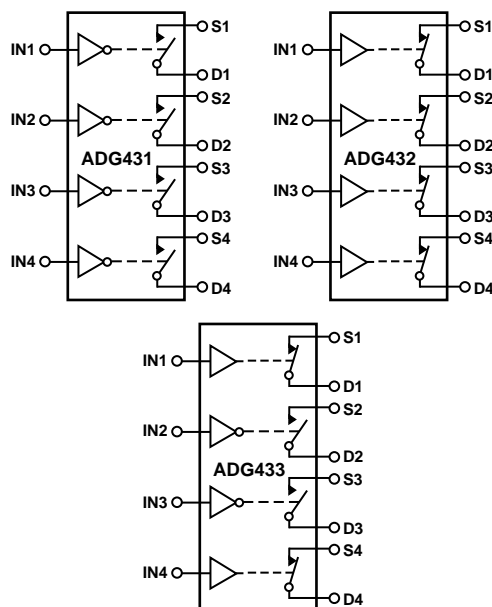 S1
IN1
D1
S2
IN2
D2
ADG431
S3
IN3
D3
S4
IN4
D4
S1
IN1
D1
S2
IN2
D2
ADG432
S3
IN3
D3
S4
IN4
D4
S1
IN1
D1
S2
IN2
D2
ADG433
S3
IN3
D3
S4
IN4
D4